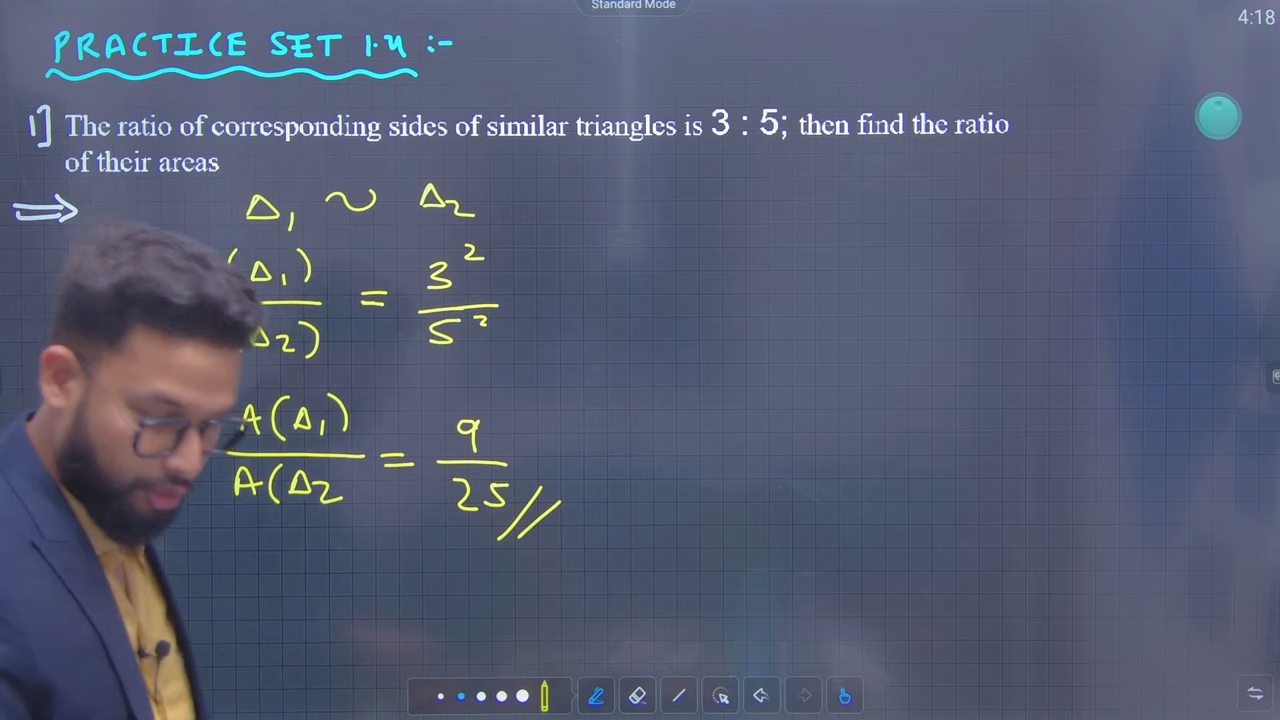 Standard Mode
4:18
PRACTICE SET 1.4 :-
1] The ratio of corresponding sides of similar triangles is 3 : 5; then find the ratio
of their areas
⇒ Δ₁ ~ Δ₂
(Δ₁) = 3²
Δ₂) 5²
A(Δ₁) = 9
A(Δ₂ 25//